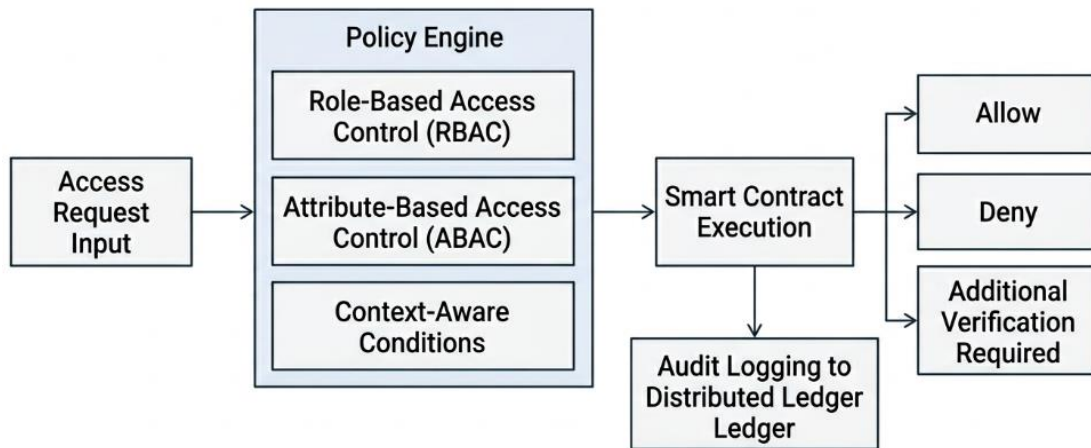 Policy Engine
Role-Based Access
Control (RBAC)
Attribute-Based Access
Control (ABAC)
Context-Aware
Conditions
Access
Request
Input
Smart Contract
Execution
Audit Logging to
Distributed Ledger
Ledger
Allow
Deny
Additional
Verification
Required